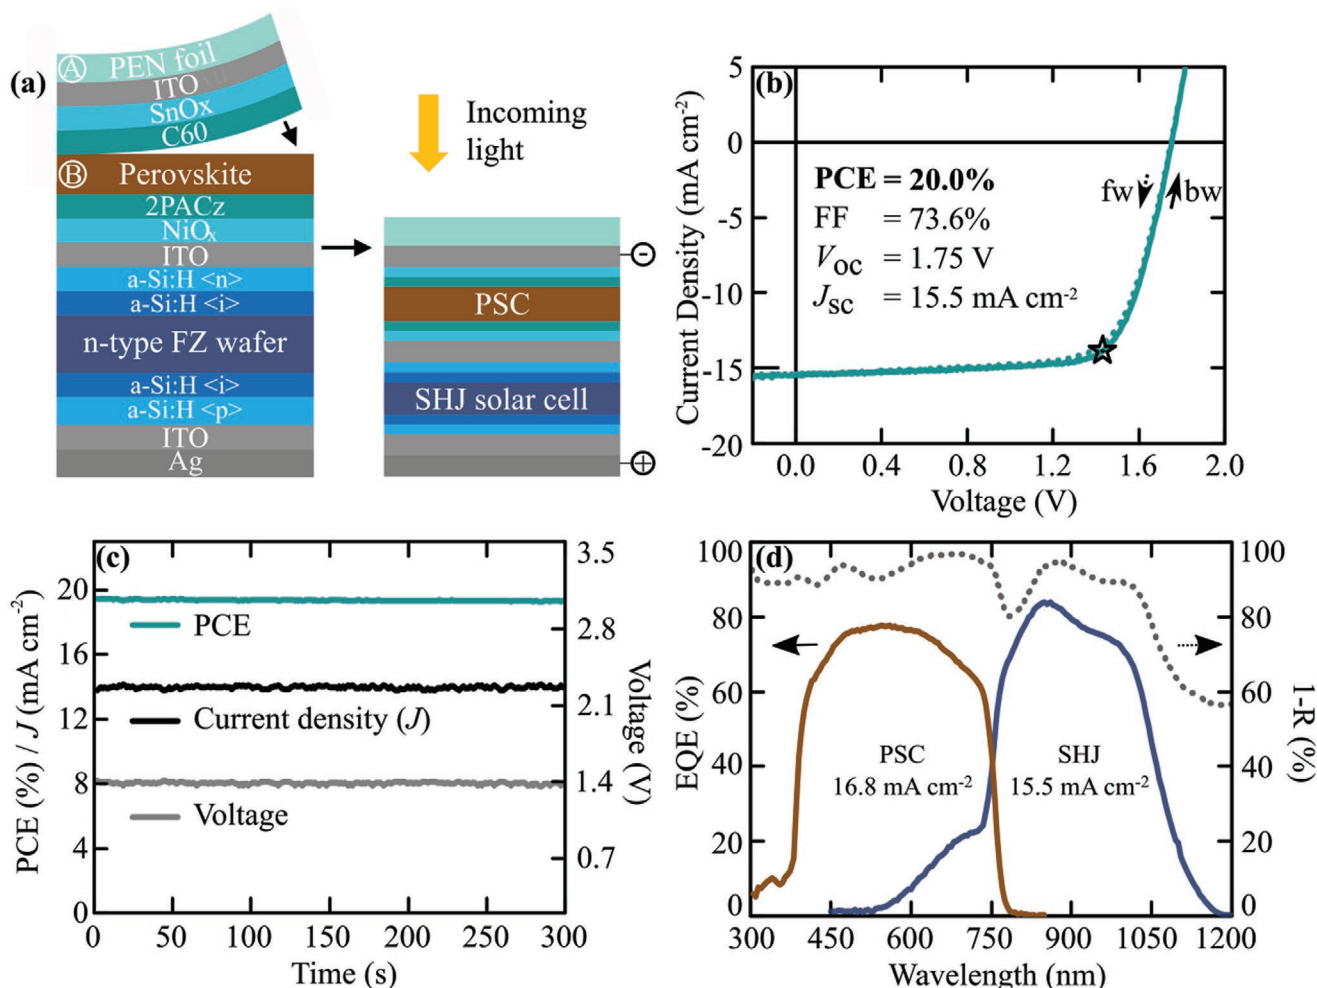 (a)
A PEN foil
ITO
SnOx
C60
B Perovskite
2PACz
NiOₓ
ITO
a-Si:H <n>
a-Si:H <i>
n-type FZ wafer
a-Si:H <i>
a-Si:H <p>
ITO
Ag
Incoming
light
−
PSC
SHJ solar cell
+
(b)
Current Density (mA cm⁻²)
5
0
-5
-10
-15
-20
PCE = 20.0%
FF = 73.6%
Voc = 1.75 V
Jsc = 15.5 mA cm⁻²
fw
bw
0.0 0.4 0.8 1.2 1.6 2.0
Voltage (V)
(c)
PCE (%) / J (mA cm⁻²)
20
16
12
8
4
0
PCE
Current density (J)
Voltage
3.5
2.8
2.1
1.4
0.7
Voltage (V)
0 50 100 150 200 250 300
Time (s)
(d)
EQE (%)
100
80
60
40
20
0
PSC
16.8 mA cm⁻²
SHJ
15.5 mA cm⁻²
100
80
60
40
20
0
1-R (%)
300 450 600 750 900 1050 1200
Wavelength (nm)